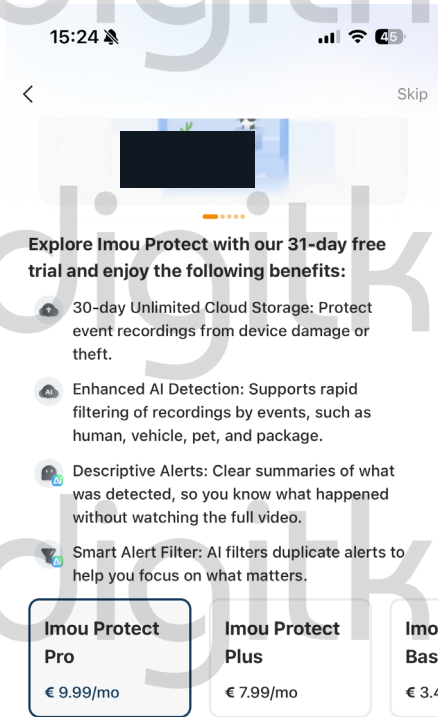 15:24
45
Skip
Explore Imou Protect with our 31-day free
trial and enjoy the following benefits:
30-day Unlimited Cloud Storage: Protect
event recordings from device damage or
theft.
AI
Enhanced AI Detection: Supports rapid
filtering of recordings by events, such as
human, vehicle, pet, and package.
Descriptive Alerts: Clear summaries of what
was detected, so you know what happened
without watching the full video.
Smart Alert Filter: AI filters duplicate alerts to
help you focus on what matters.
Imou Protect
Pro
€ 9.99/mo
Imou Protect
Plus
€ 7.99/mo
Imo
Bas
€ 3.4
digitk
digitk
digitk